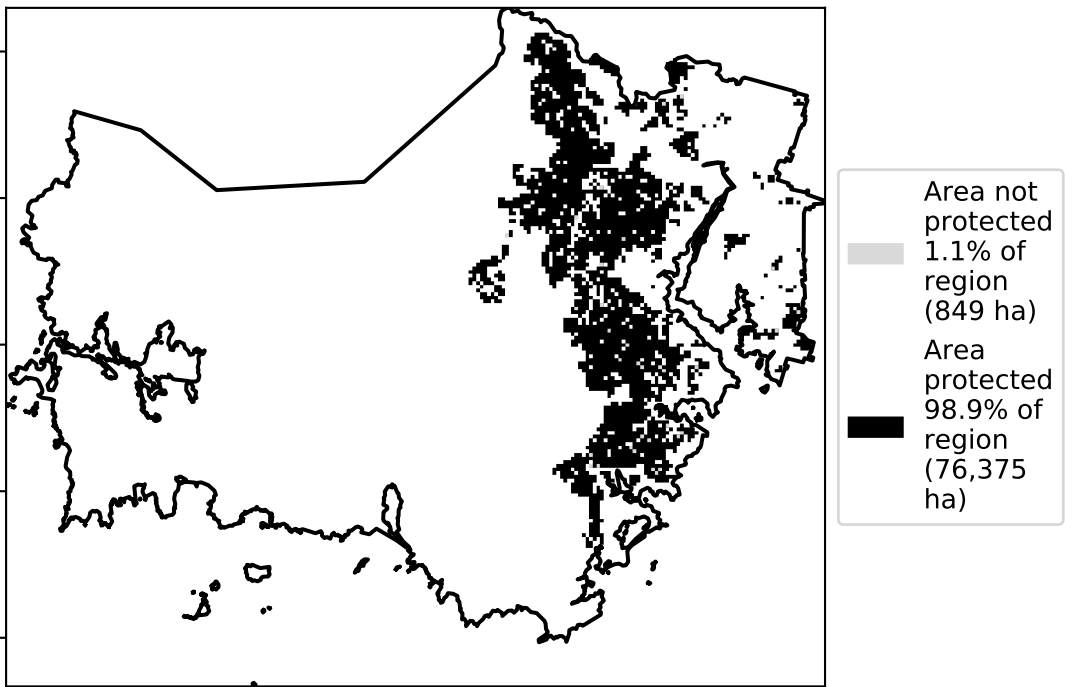 Area not
protected
1.1% of
region
(849 ha)
Area
protected
98.9% of
region
(76,375
ha)